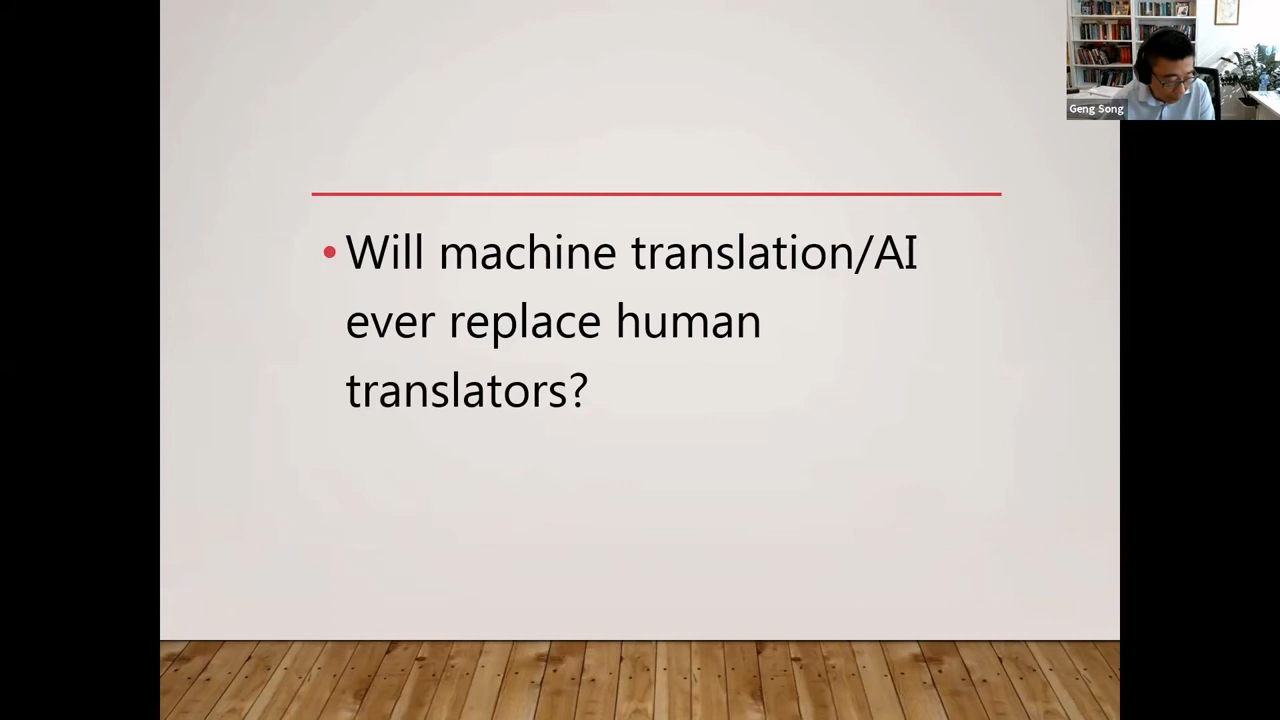 Geng Song
• Will machine translation/AI
ever replace human
translators?